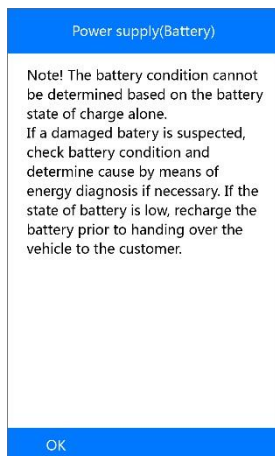 Power supply(Battery)
Note! The battery condition cannot
be determined based on the battery
state of charge alone.
If a damaged batery is suspected,
check battery condition and
determine cause by means of
energy diagnosis if necessary. If the
state of battery is low, recharge the
battery prior to handing over the
vehicle to the customer.
OK